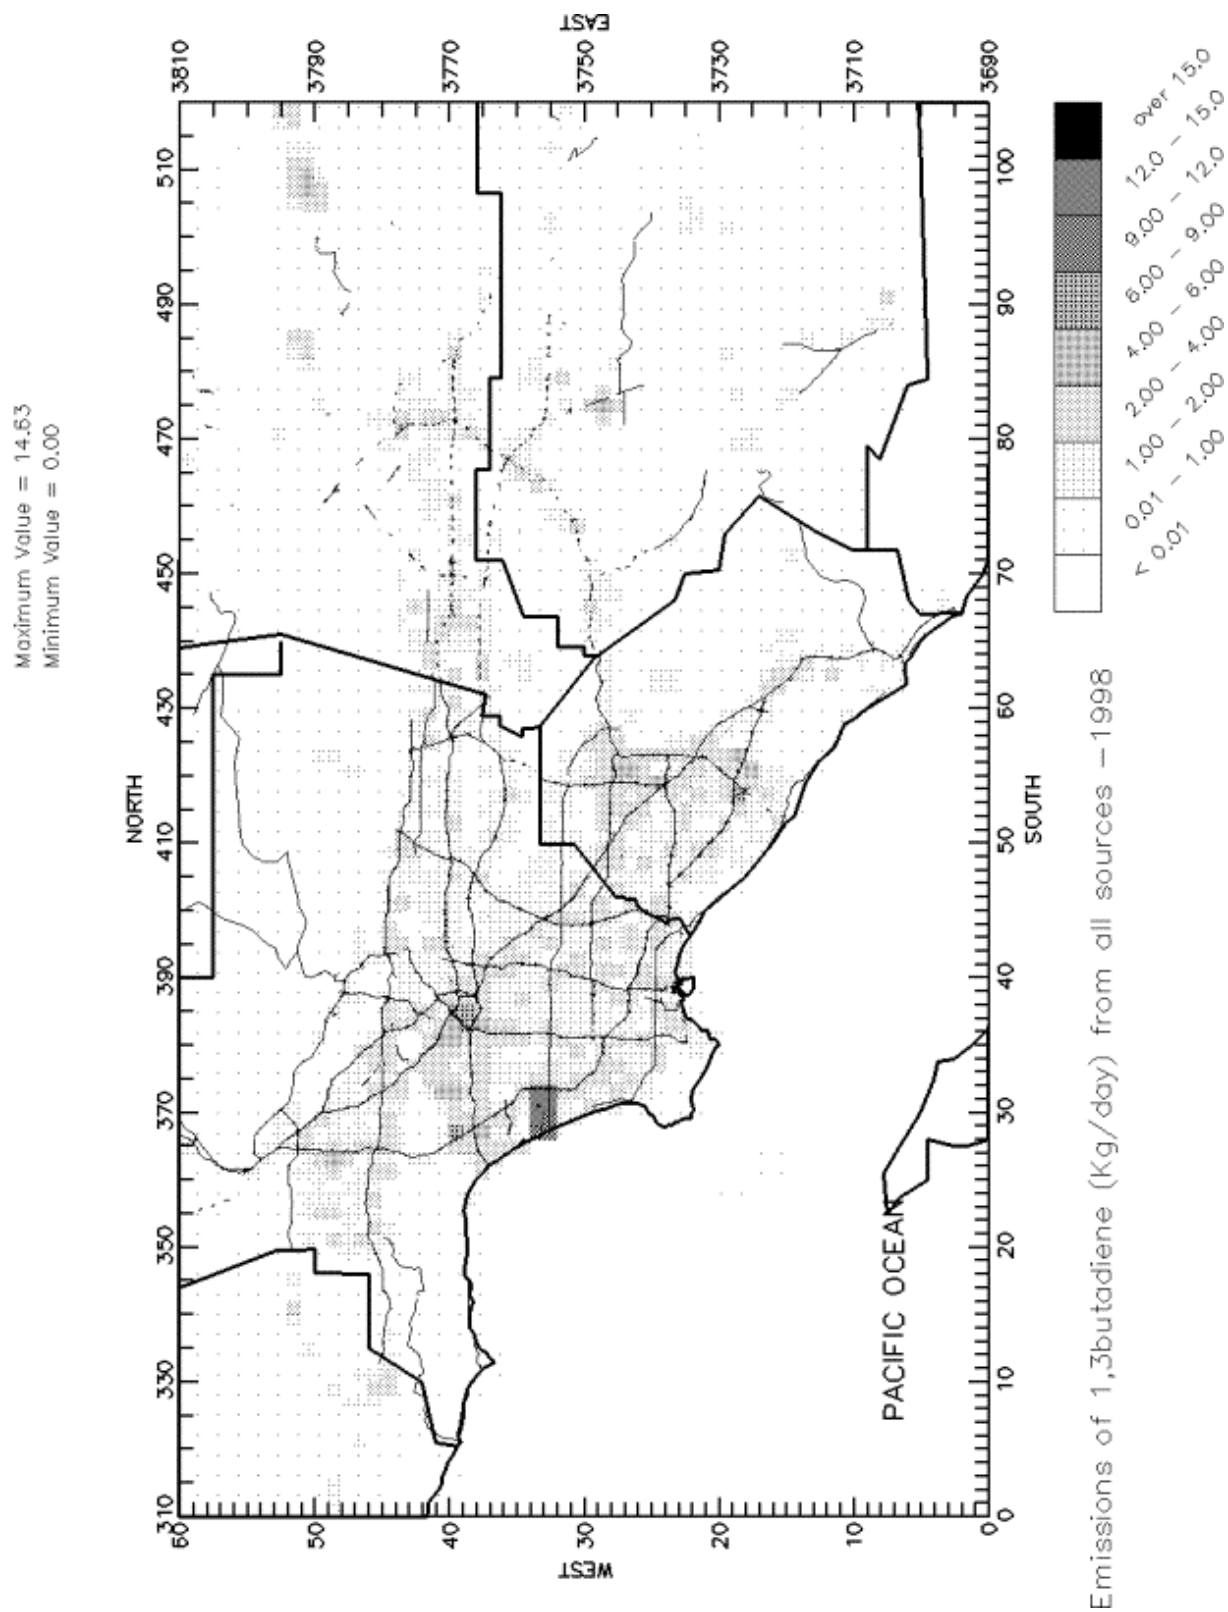 Maximum Value = 14.63
Minimum Value = 0.00
NORTH
310 330 350 370 390 410 430 450 470 490 510
WEST
60
50
40
30
20
10
0
EAST
3810
3790
3770
3750
3730
3710
3690
PACIFIC OCEAN
0 10 20 30 40 50 60 70 80 90 100
SOUTH
Emissions of 1,3butadiene (Kg/day) from all sources -1998
< 0.01
0.01 - 1.00
1.00 - 2.00
2.00 - 4.00
4.00 - 6.00
6.00 - 9.00
9.00 - 12.0
12.0 - 15.0
over 15.0